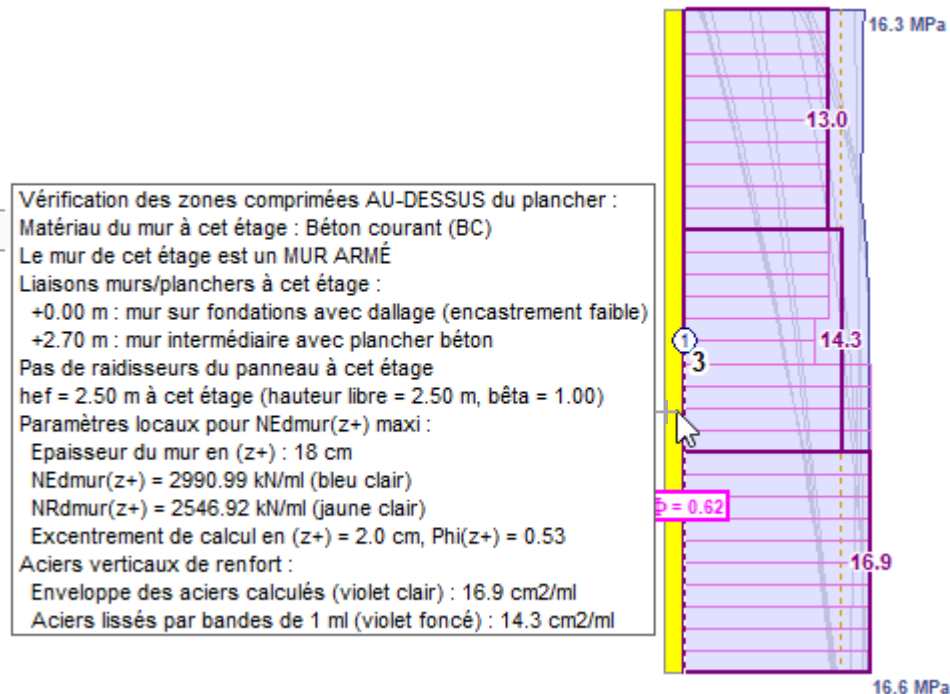 16.3 MPa
13.0
Vérification des zones comprimées AU-DESSUS du plancher :
Matériau du mur à cet étage : Béton courant (BC)
Le mur de cet étage est un MUR ARMÉ
Liaisons murs/planchers à cet étage :
+0.00 m : mur sur fondations avec dallage (encastrement faible)
+2.70 m : mur intermédiaire avec plancher béton
Pas de raidisseurs du panneau à cet étage
hef = 2.50 m à cet étage (hauteur libre = 2.50 m, bêta = 1.00)
Paramètres locaux pour NEdmur(z+) maxi :
Epaisseur du mur en (z+) : 18 cm
NEdmur(z+) = 2990.99 kN/ml (bleu clair)
NRdmur(z+) = 2546.92 kN/ml (jaune clair)
Excentrement de calcul en (z+) = 2.0 cm, Phi(z+) = 0.53
Aciers verticaux de renfort :
Enveloppe des aciers calculés (violet clair) : 16.9 cm2/ml
Aciers lissés par bandes de 1 ml (violet foncé) : 14.3 cm2/ml
1
3
14.3
Φ = 0.62
16.9
16.6 MPa